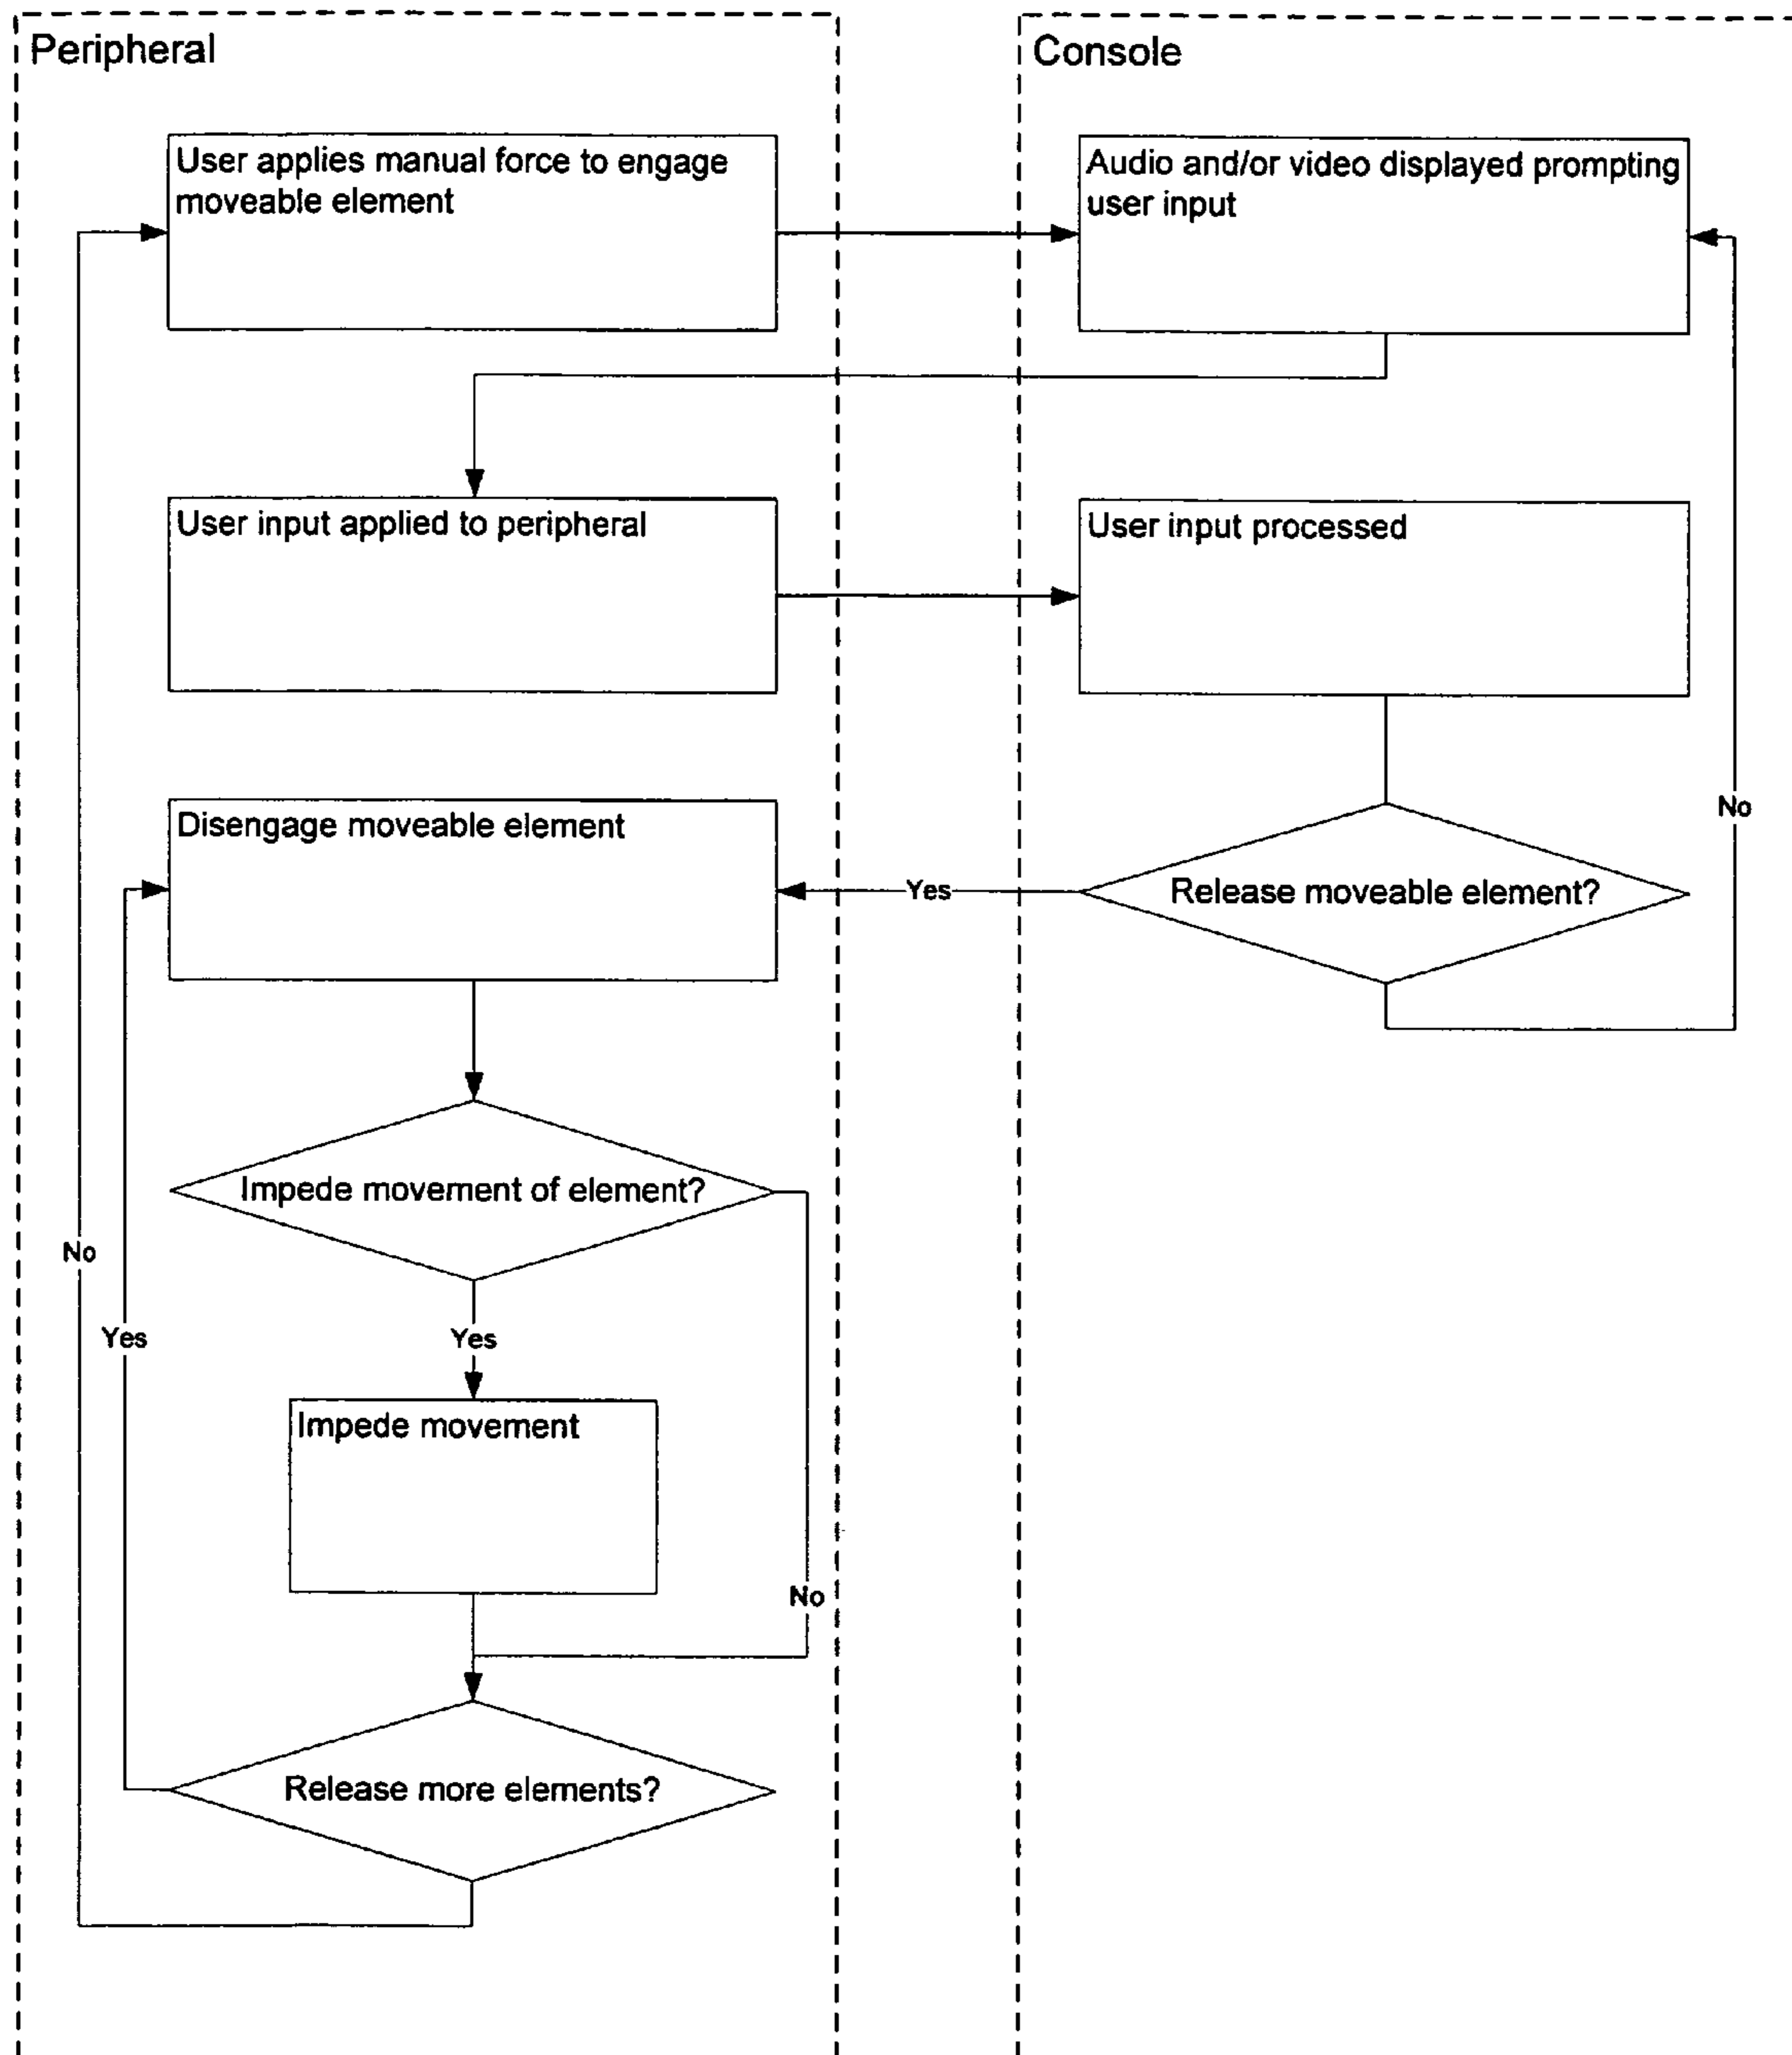 Peripheral
Console
User applies manual force to engage
moveable element
Audio and/or video displayed prompting
user input
User input applied to peripheral
User input processed
Disengage moveable element
No
Yes
Release moveable element?
Impede movement of element?
No
Yes
Yes
Impede movement
No
Release more elements?